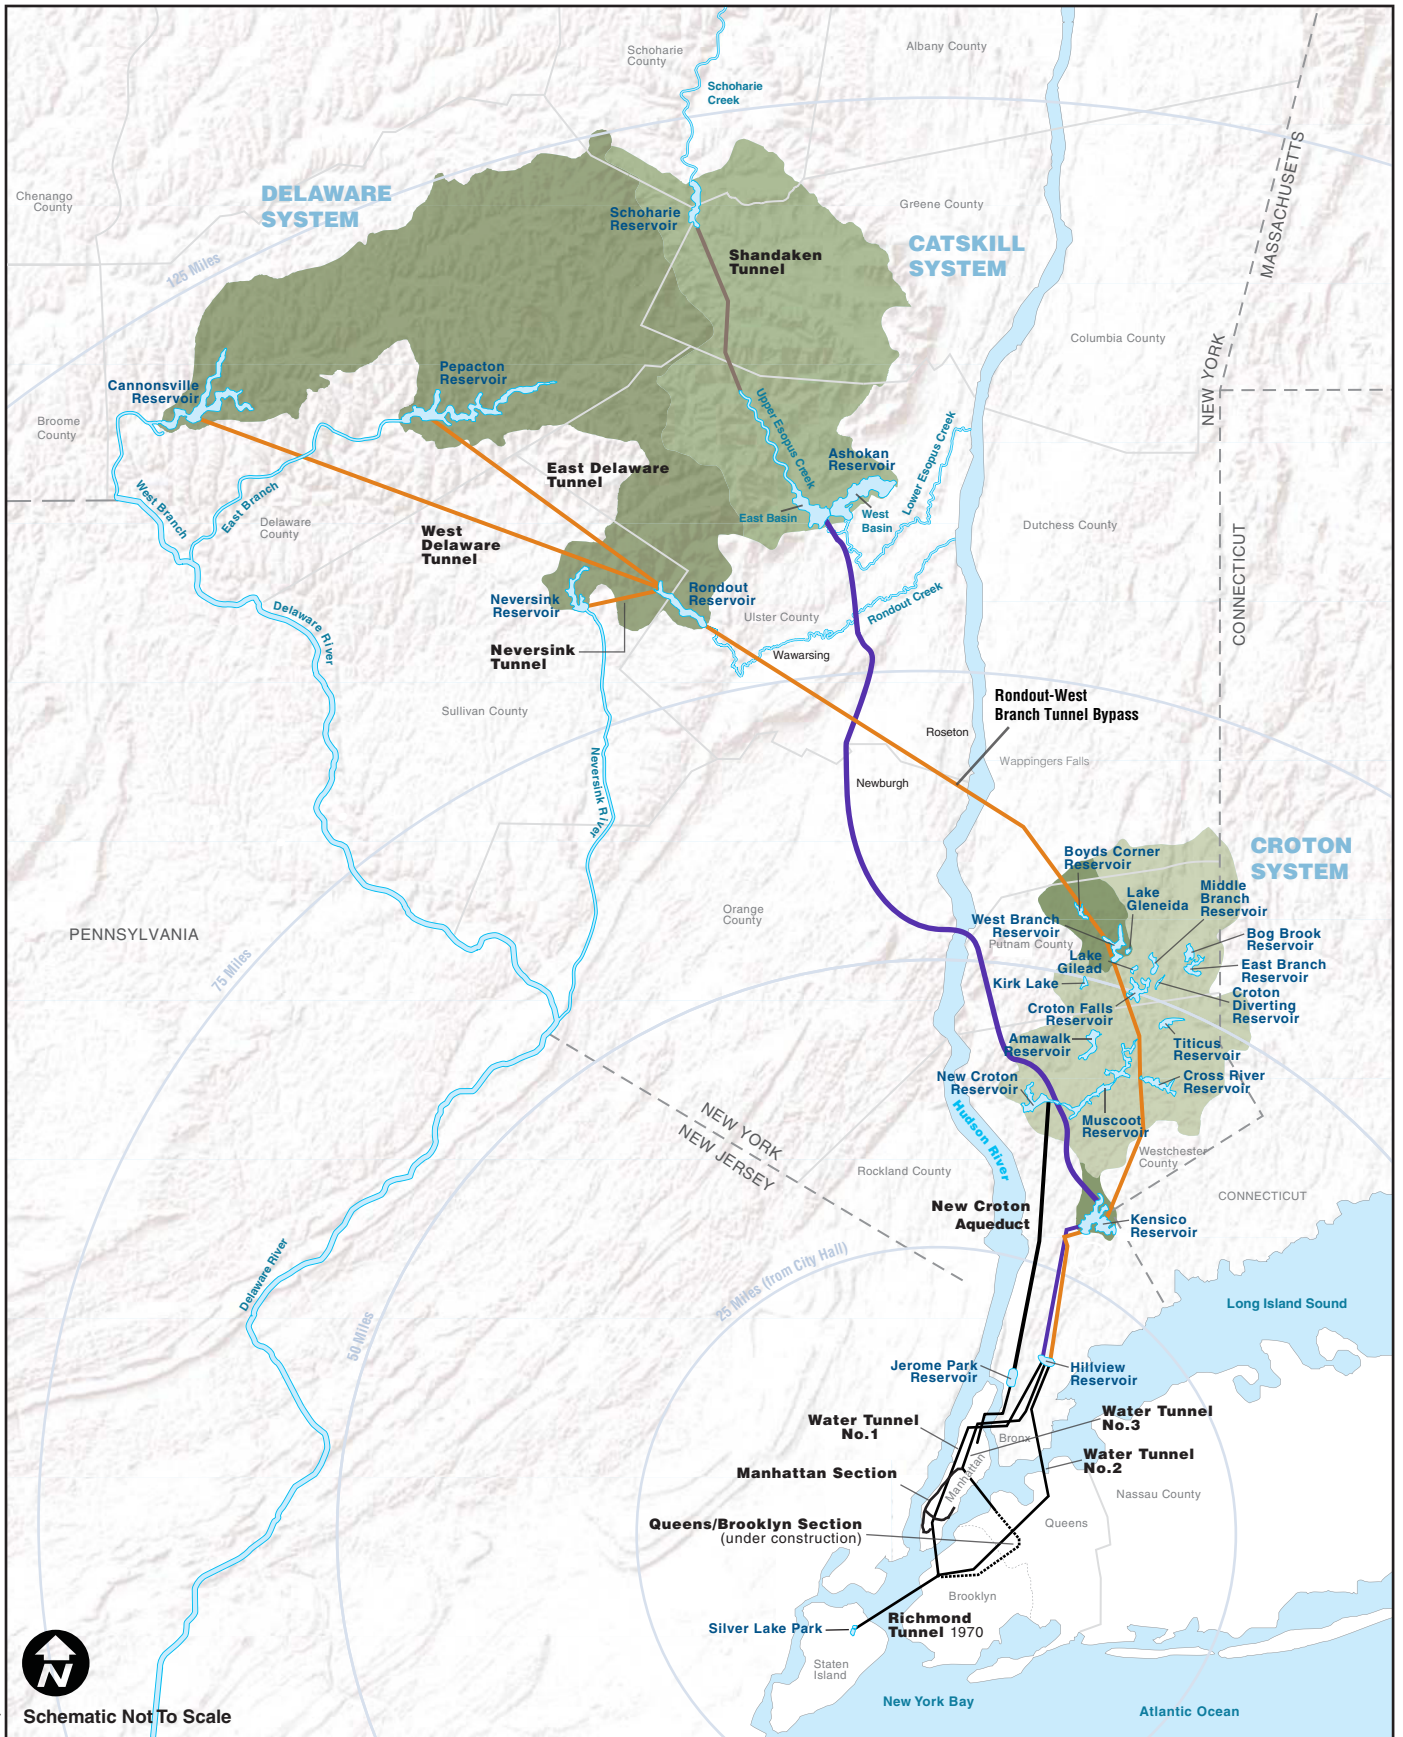 Schoharie
County
Albany County
Schoharie
Creek
MASSACHUSETTS
DELAWARE
SYSTEM
Chenango
County
Schoharie
Reservoir
Greene County
CATSKILL
SYSTEM
Shandaken
Tunnel
125 Miles
Columbia County
NEW YORK
Cannonsville
Reservoir
Pepacton
Reservoir
Broome
County
Upper Esopus Creek
Lower Esopus Creek
Ashokan
Reservoir
East Delaware
Tunnel
West Branch
East Branch
East Basin
West
Basin
Delaware
County
Dutchess County
CONNECTICUT
West
Delaware
Tunnel
Neversink
Reservoir
Rondout
Reservoir
Rondout Creek
Delaware River
Ulster County
Neversink
Tunnel
Wawarsing
Rondout-West
Branch Tunnel Bypass
Sullivan County
Roseton
Wappingers Falls
Neversink River
Newburgh
CROTON
SYSTEM
Boyds Corner
Reservoir
Lake
Gleneida
Middle
Branch
Reservoir
Orange
County
West Branch
Reservoir
Putnam County
Bog Brook
Reservoir
PENNSYLVANIA
75 Miles
Lake
Gilead
East Branch
Reservoir
Kirk Lake
Croton
Diverting
Reservoir
Croton Falls
Reservoir
Amawalk
Reservoir
Titicus
Reservoir
New Croton
Reservoir
Cross River
Reservoir
Muscoot
Reservoir
Hudson River
NEW YORK
NEW JERSEY
Westchester
County
Rockland County
CONNECTICUT
New Croton
Aqueduct
Kensico
Reservoir
Delaware River
25 Miles (from City Hall)
Long Island Sound
50 Miles
Jerome Park
Reservoir
Hillview
Reservoir
Water Tunnel
No.1
Water Tunnel
No.3
Bronx
Water Tunnel
No.2
Manhattan Section
Manhattan
Nassau County
Queens/Brooklyn Section
(under construction)
Queens
Brooklyn
Silver Lake Park
Richmond
Tunnel 1970
Staten
Island
New York Bay
Atlantic Ocean
N
Schematic Not To Scale